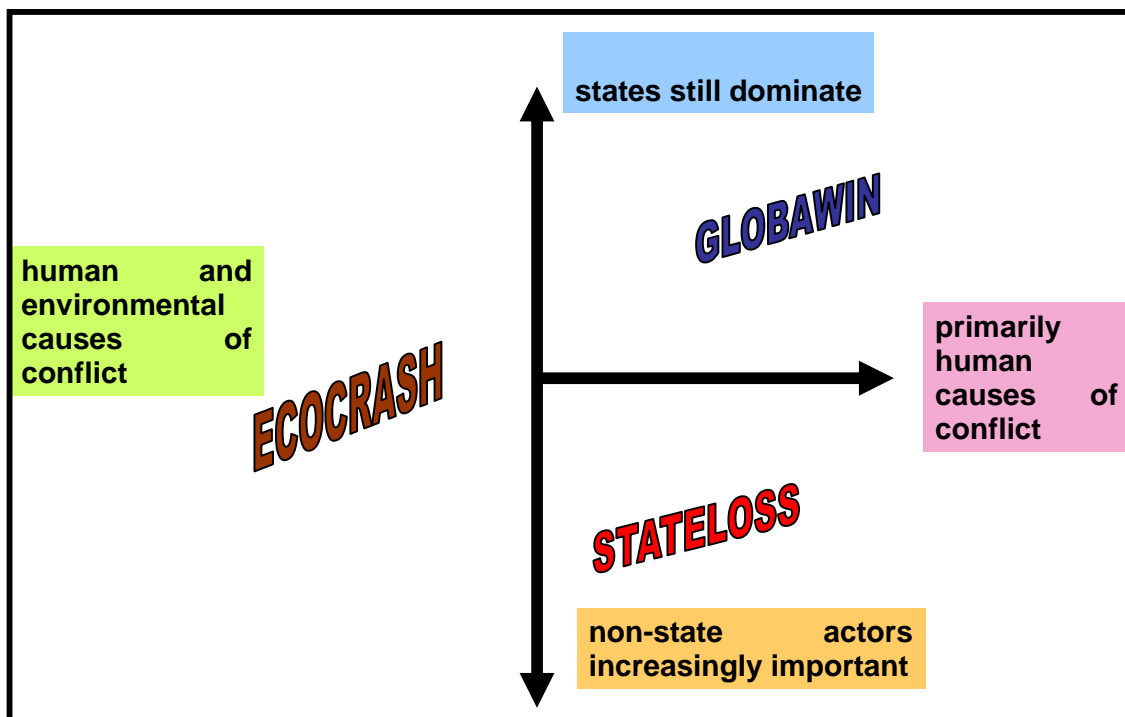 states still dominate
GLOBAWIN
human and
environmental
causes of
conflict
primarily
human
causes of
conflict
ECOCRASH
STATELOSS
non-state actors
increasingly important